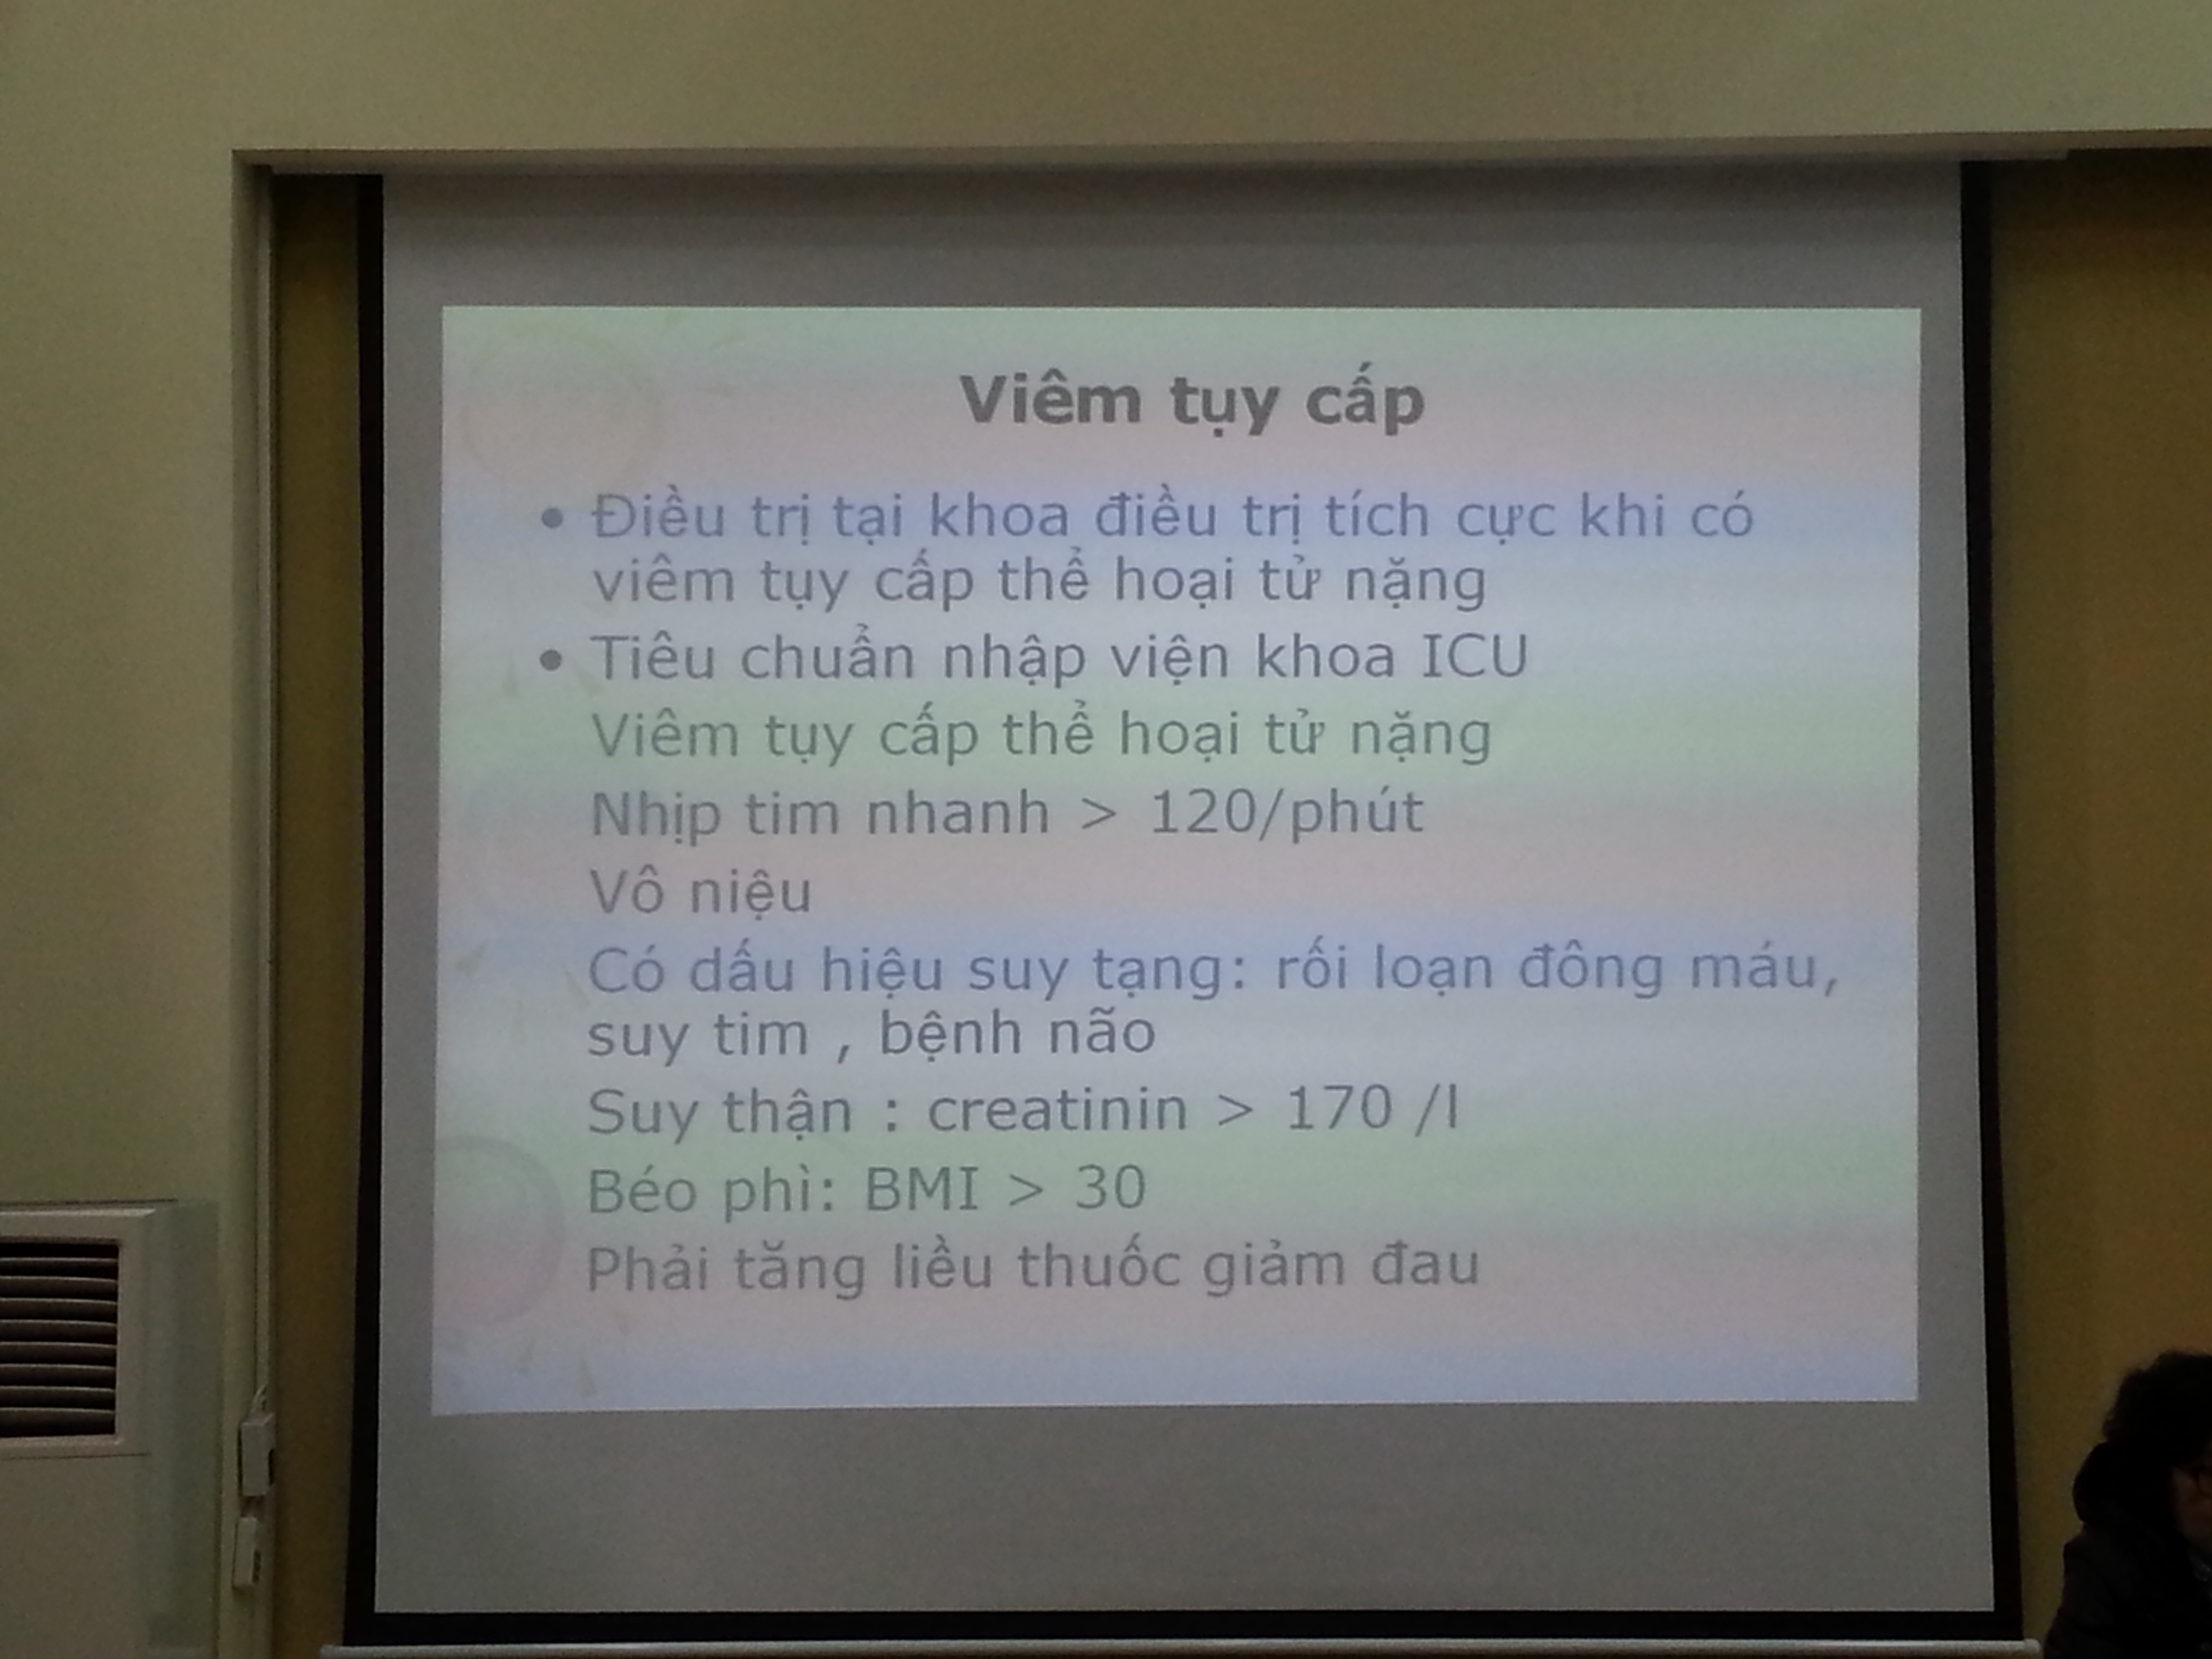 Viêm tụy cấp
• Điều trị tại khoa điều trị tích cực khi có
viêm tụy cấp thể hoại tử nặng
• Tiêu chuẩn nhập viện khoa ICU
Viêm tụy cấp thể hoại tử nặng
Nhịp tim nhanh > 120/phút
Vô niệu
Có dấu hiệu suy tạng: rối loạn đông máu,
suy tim , bệnh não
Suy thận : creatinin > 170 /l
Béo phì: BMI > 30
Phải tăng liều thuốc giảm đau